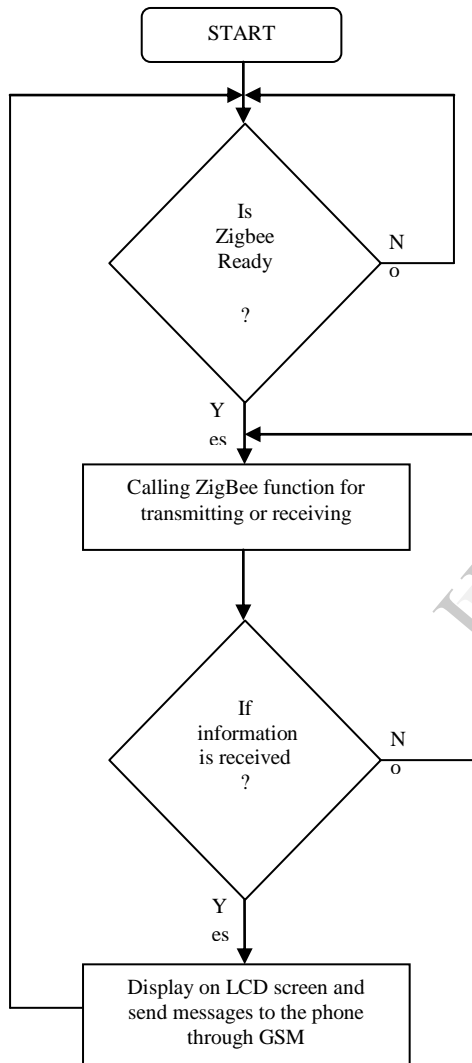 START
Is
Zigbee
Ready
?
N
o
Y
es
Calling ZigBee function for
transmitting or receiving
If
information
is received
?
N
o
Y
es
Display on LCD screen and
send messages to the phone
through GSM